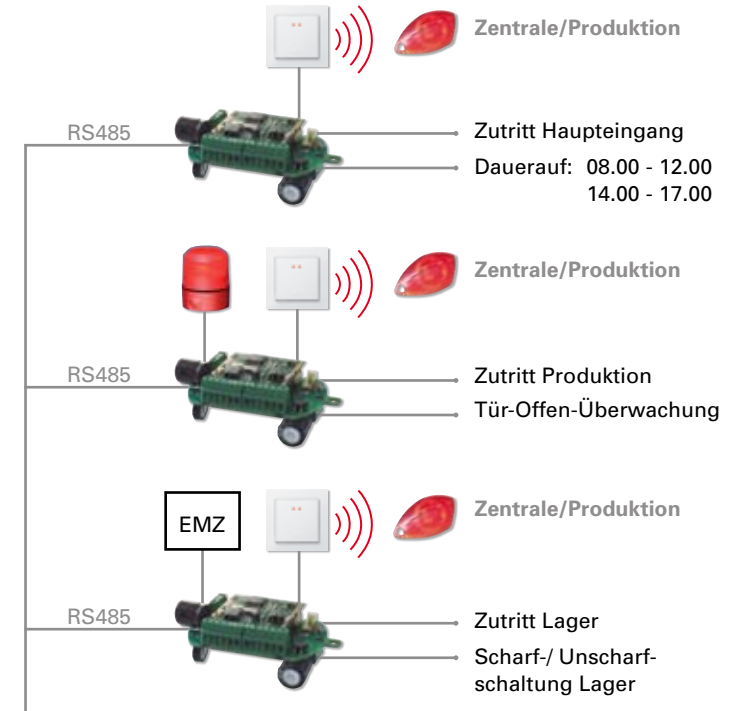 Zentrale/Produktion
RS485
Zutritt Haupteingang
Dauerauf: 08.00 - 12.00
14.00 - 17.00
Zentrale/Produktion
RS485
Zutritt Produktion
Tür-Offen-Überwachung
EMZ
Zentrale/Produktion
RS485
Zutritt Lager
Scharf-/ Unscharf-
schaltung Lager